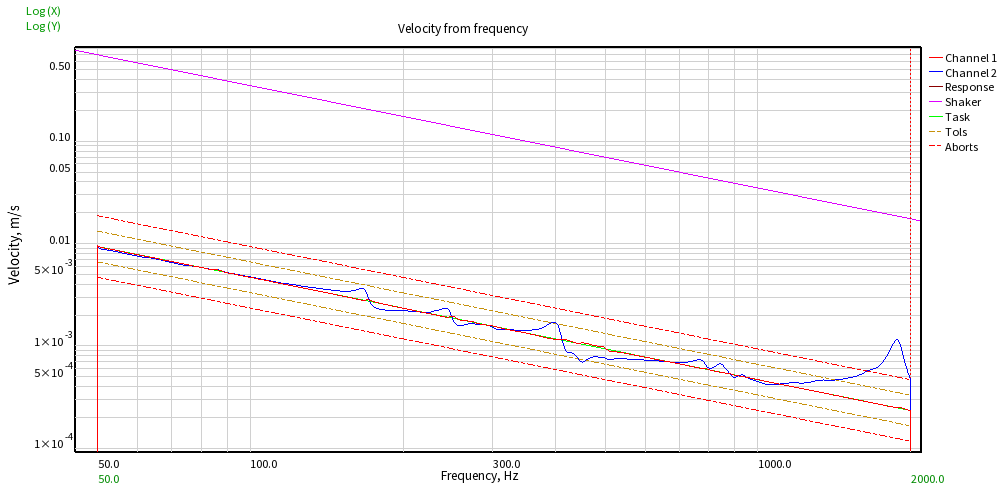 Log(X)
Log(Y)
Velocity from frequency
Velocity, m/s
0.50
0.10
0.05
0.01
5×10⁻³
1×10⁻³
5×10⁻⁴
1×10⁻⁴
50.0
100.0
300.0
1000.0
50.0
Frequency, Hz
2000.0
Channel 1
Channel 2
Response
Shaker
Task
Tols
Aborts